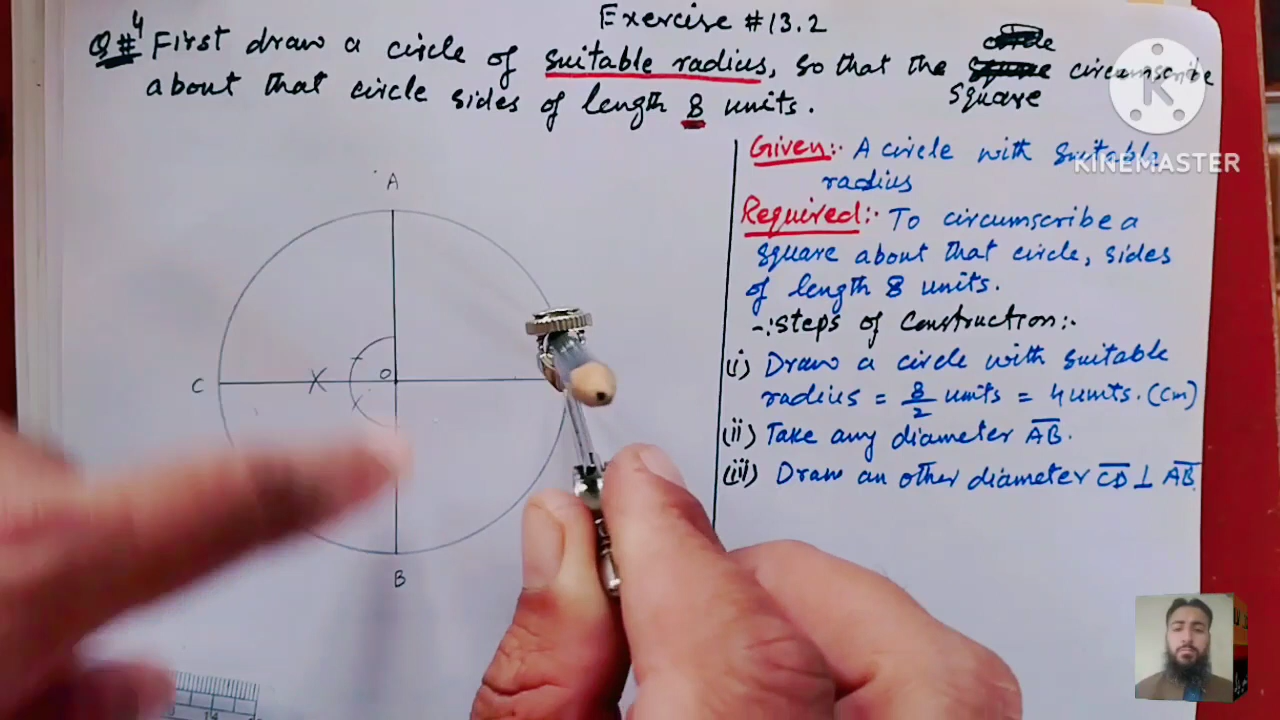 Exercise #13.2
Q#4 First draw a circle of suitable radius, so that the square circumscribe
about that circle sides of length 8 units.
Given:- A circle with suitable
radius
Required:- To circumscribe a
square about that circle, sides
of length 8 units.
-:steps of construction:-
(i) Draw a circle with suitable
radius = 8/2 units = 4 units. (cm)
(ii) Take any diameter AB.
(iii) Draw an other diameter CD ⊥ AB.
A
C
O
B
K
KINEMASTER